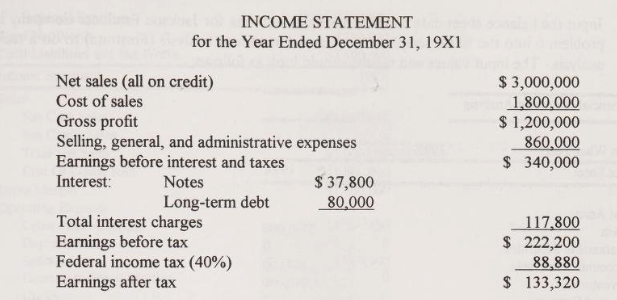 INCOME STATEMENT
for the Year Ended December 31, 19X1
Net sales (all on credit) $ 3,000,000
Cost of sales 1,800,000
Gross profit $ 1,200,000
Selling, general, and administrative expenses 860,000
Earnings before interest and taxes $ 340,000
Interest: Notes $ 37,800
Long-term debt 80,000
Total interest charges 117,800
Earnings before tax $ 222,200
Federal income tax (40%) 88,880
Earnings after tax $ 133,320